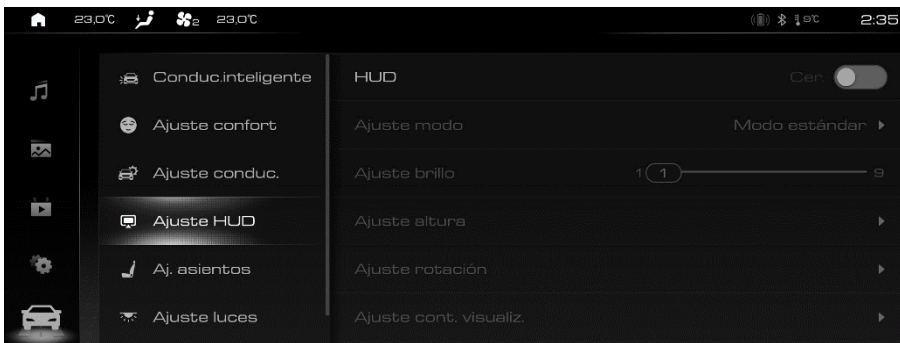 23,0℃ 2 23,0℃ 2:35
Conduc.inteligente
Ajuste confort
Ajuste conduc.
Ajuste HUD
Aj. asientos
Ajuste luces
HUD Cer.
Ajuste modo Modo estándar
Ajuste brillo 1 1 9
Ajuste altura
Ajuste rotación
Ajuste cont. visualiz.